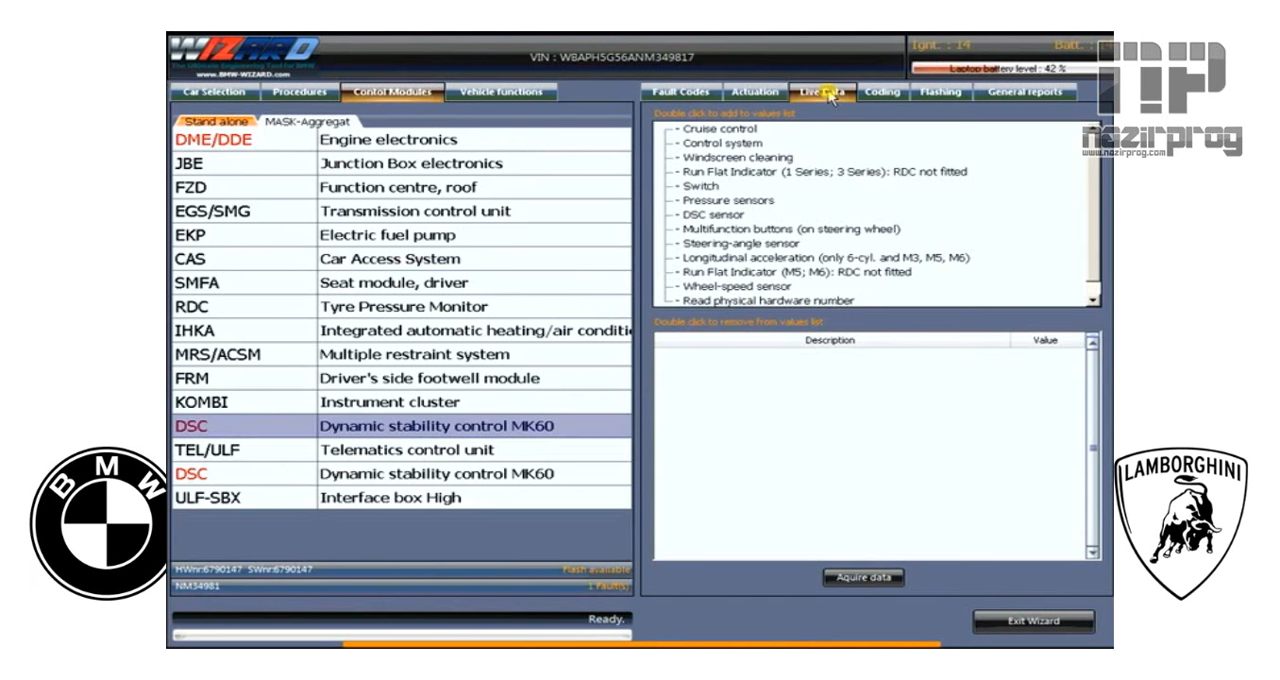 WIZARD
www.BMW-WIZARD.com
VIN : WBAPH5G56ANM349817
Ignt. : 14 Batt. :
Laptop battery level : 42 %
Car Selection Procedures Contol Modules Vehicle functions
Fault Codes Actuation Live Data Coding Flashing General reports
NP
nazirprog
www.nazirprog.com
Stand alone MASK-Aggregat
DME/DDE Engine electronics
JBE Junction Box electronics
FZD Function centre, roof
EGS/SMG Transmission control unit
EKP Electric fuel pump
CAS Car Access System
SMFA Seat module, driver
RDC Tyre Pressure Monitor
IHKA Integrated automatic heating/air conditi
MRS/ACSM Multiple restraint system
FRM Driver's side footwell module
KOMBI Instrument cluster
DSC Dynamic stability control MK60
TEL/ULF Telematics control unit
DSC Dynamic stability control MK60
ULF-SBX Interface box High
HWnr:6790147 SWnr:6790147 Flash available
NM34981 1 Fault(s)
Ready.
Double click to add to values list
- Cruise control
- Control system
- Windscreen cleaning
- Run Flat Indicator (1 Series; 3 Series): RDC not fitted
- Switch
- Pressure sensors
- DSC sensor
- Multifunction buttons (on steering wheel)
- Steering-angle sensor
- Longitudinal acceleration (only 6-cyl. and M3, M5, M6)
- Run Flat Indicator (M5; M6): RDC not fitted
- Wheel-speed sensor
- Read physical hardware number
Double click to remove from values list
Description Value
Aquire data
Exit Wizard
BMW
LAMBORGHINI